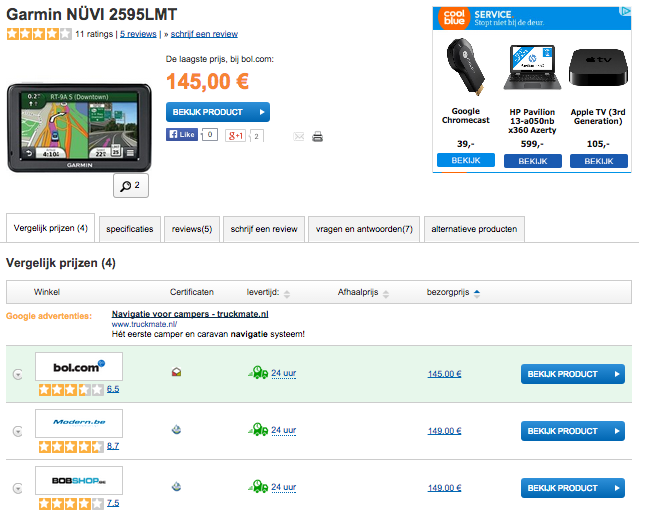 Garmin NÜVI 2595LMT
11 ratings | 5 reviews | » schrijf een review
De laagste prijs, bij bol.com:
145,00 €
BEKIJK PRODUCT
Like 0 g+1 2
RT-9A S (Downtown)
GARMIN
2
cool blue SERVICE. Stopt niet bij de deur.
tv
Google Chromecast
39,-
BEKIJK
HP Pavilion 13-a050nb x360 Azerty
599,-
BEKIJK
Apple TV (3rd Generation)
105,-
BEKIJK
Vergelijk prijzen (4) specificaties reviews(5) schrijf een review vragen en antwoorden(7) alternatieve producten
Vergelijk prijzen (4)
Winkel Certificaten levertijd: Afhaalprijs bezorgprijs
Google advertenties: Navigatie voor campers - truckmate.nl
www.truckmate.nl/
Hét eerste camper en caravan navigatie systeem!
bol.com 24 uur 145,00 € BEKIJK PRODUCT
6.5
Modern.be 24 uur 149,00 € BEKIJK PRODUCT
8.7
BOBSHOP 24 uur 149,00 € BEKIJK PRODUCT
7.5